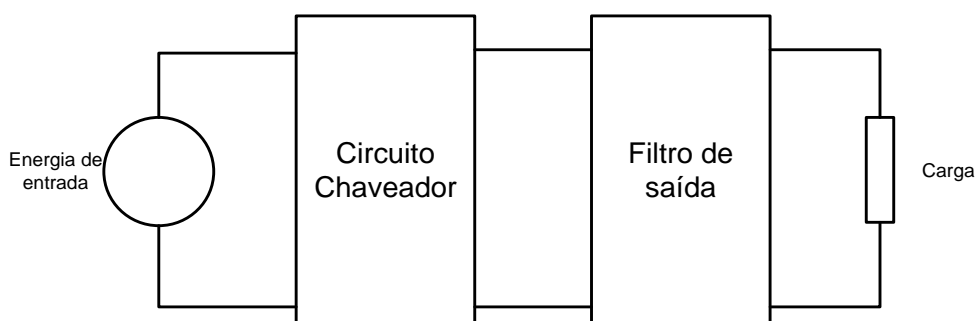 Energia de
entrada
Circuito
Chaveador
Filtro de
saída
Carga